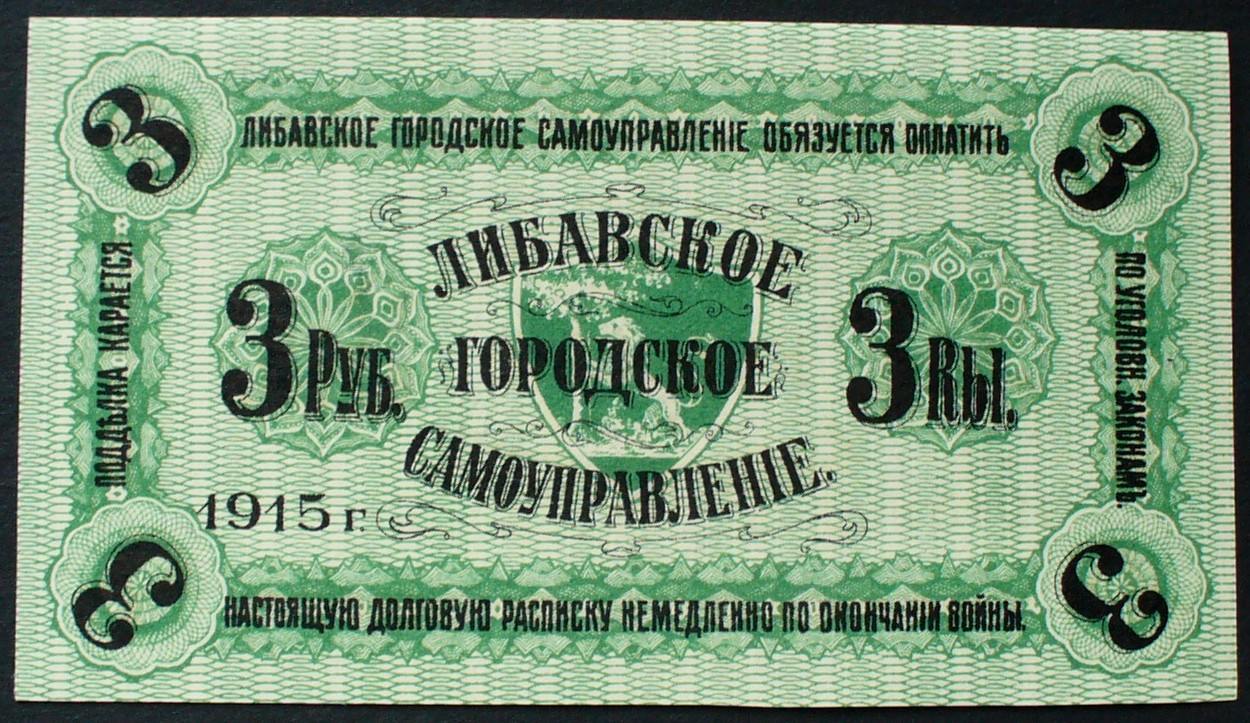 3
ЛИБАВСКОЕ ГОРОДСКОЕ САМОУПРАВЛЕНІЕ ОБЯЗУЕТСЯ ОПЛАТИТЬ
3
ПОДДѢЛКА КАРАЕТСЯ
ПО УГОЛОВН. ЗАКОНАМЪ.
ЛИБАВСКОЕ
3 РУБ.
ГОРОДСКОЕ
3 Rbl.
САМОУПРАВЛЕНІЕ.
1915 г.
3
НАСТОЯЩУЮ ДОЛГОВУЮ РАСПИСКУ НЕМЕДЛЕННО ПО ОКОНЧАНІИ ВОЙНЫ.
3